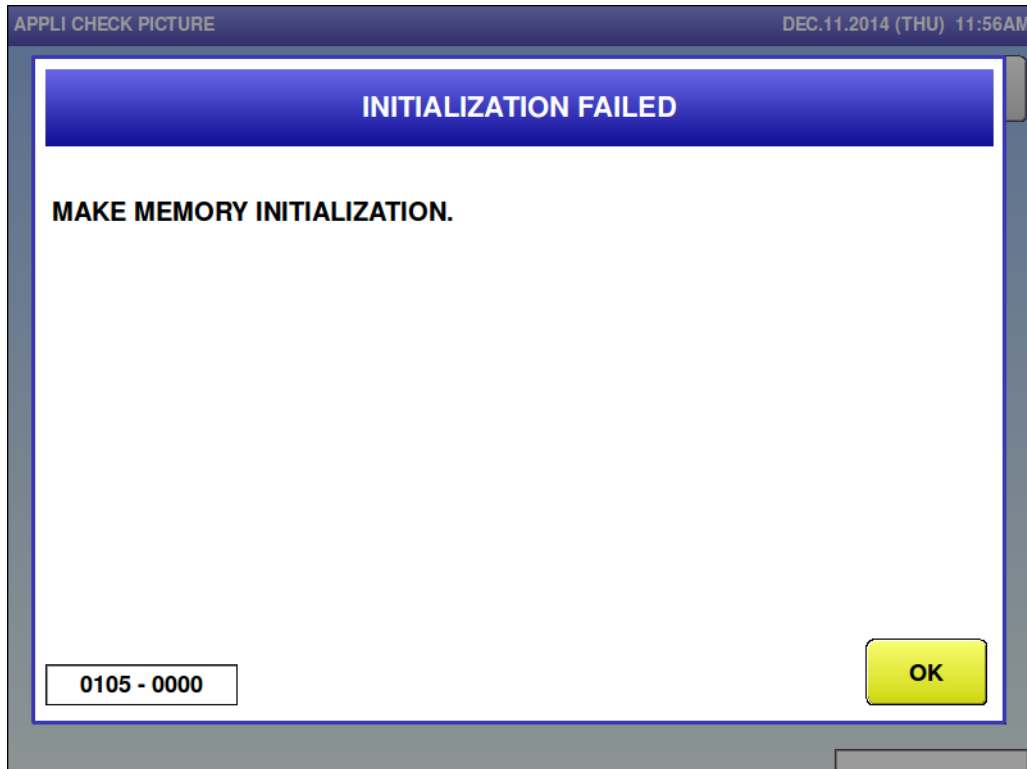 APPLI CHECK PICTURE DEC.11.2014 (THU) 11:56AM
INITIALIZATION FAILED
MAKE MEMORY INITIALIZATION.
0105 - 0000
OK